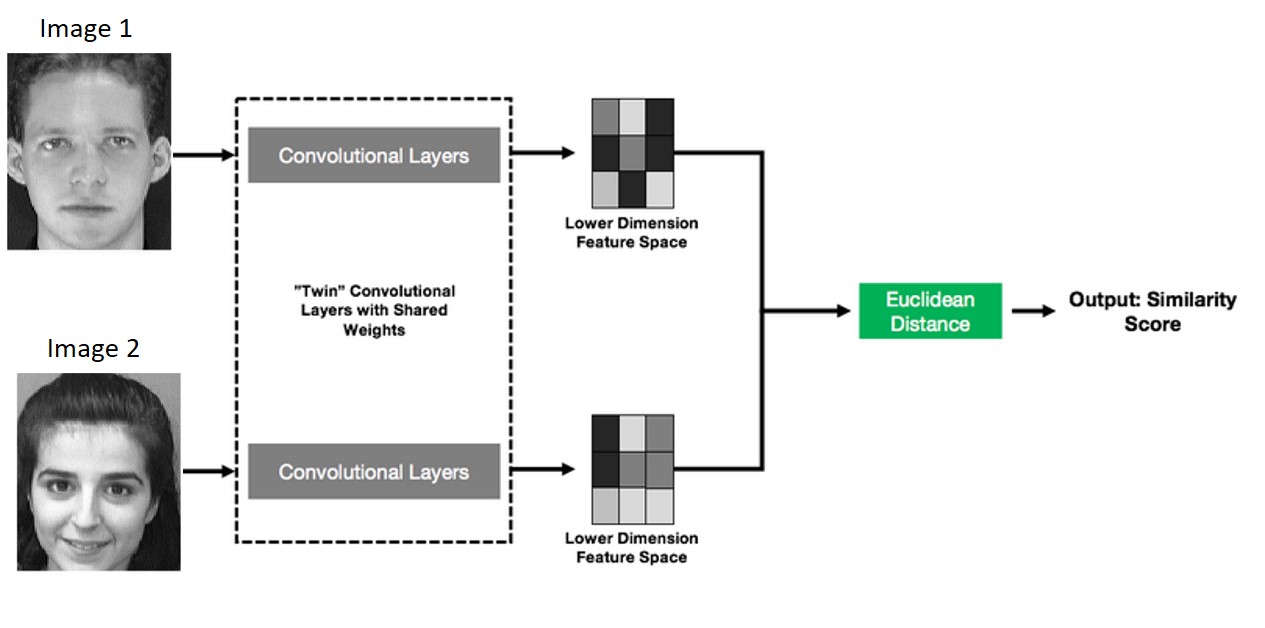 Image 1
Convolutional Layers
Lower Dimension
Feature Space
"Twin” Convolutional
Layers with Shared
Weights
Euclidean
Distance
Output: Similarity
Score
Image 2
Convolutional Layers
Lower Dimension
Feature Space